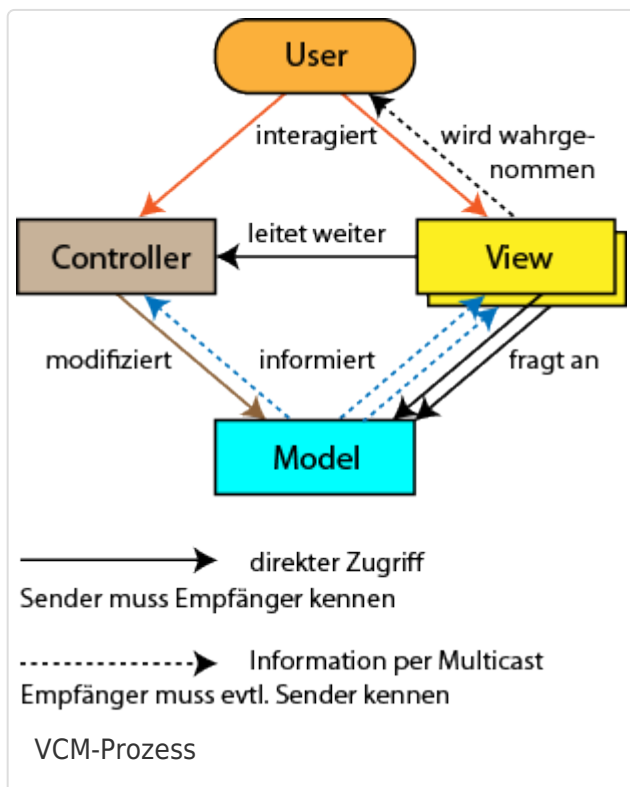 User
interagiert
wird wahrge-
nommen
leitet weiter
Controller
View
modifiziert
informiert
fragt an
Model
direkter Zugriff
Sender muss Empfänger kennen
Information per Multicast
Empfänger muss evtl. Sender kennen
VCM-Prozess